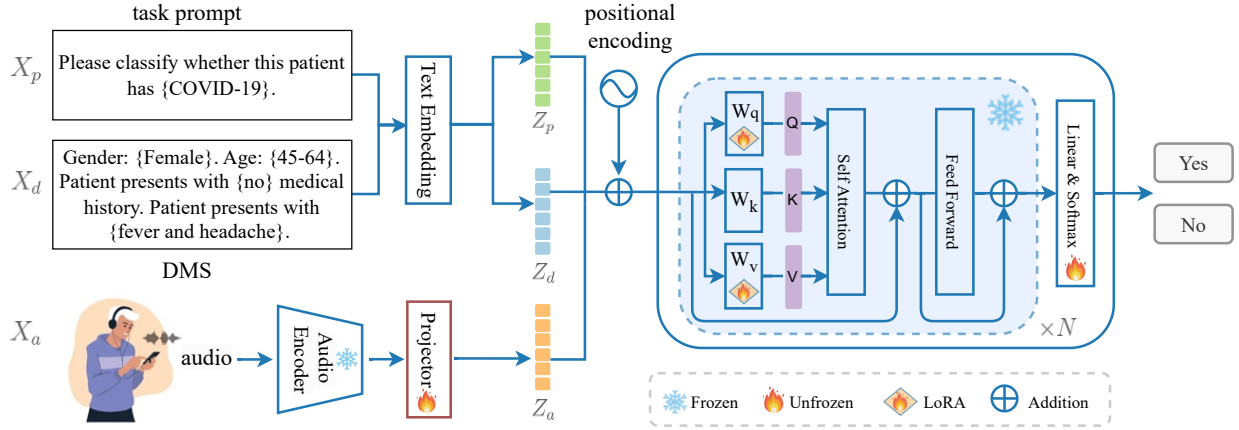 task prompt
X_p
Please classify whether this patient
has {COVID-19}.
X_d
Gender: {Female}. Age: {45-64}.
Patient presents with {no} medical
history. Patient presents with
{fever and headache}.
DMS
X_a
audio
Audio
Encoder
Projector
Text Embedding
Z_p
Z_d
Z_a
positional
encoding
W_q
W_k
W_v
Q
K
V
Self Attention
Feed Forward
×N
Linear & Softmax
Yes
No
Frozen
Unfrozen
LoRA
Addition